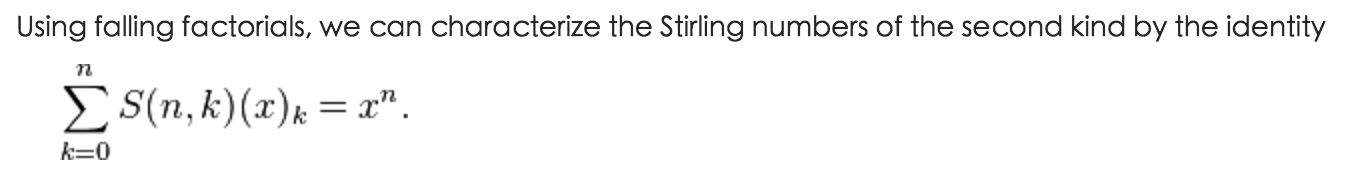 Using falling factorials, we can characterize the Stirling numbers of the second kind by the identity
n
∑ S(n, k)(x)ₖ = xⁿ.
k=0